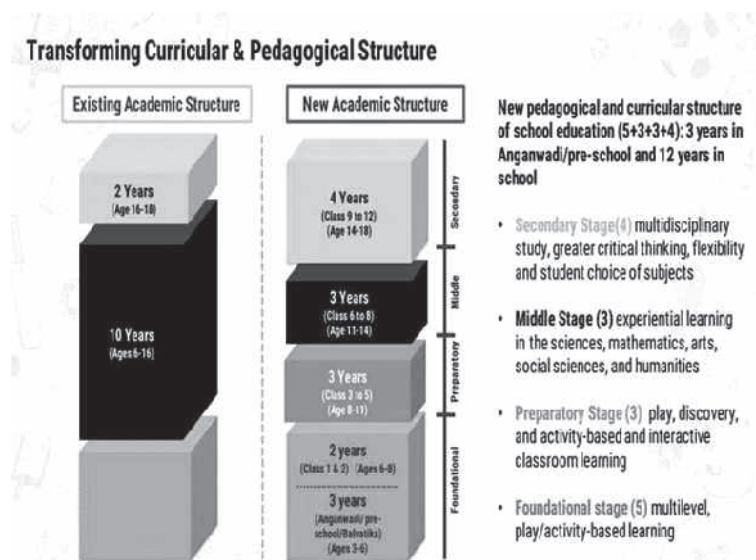 Transforming Curricular & Pedagogical Structure
Existing Academic Structure
2 Years
(Age 16-18)
10 Years
(Ages 6-16)
New Academic Structure
4 Years
(Class 9 to 12)
(Age 14-18)
Secondary
3 Years
(Class 6 to 8)
(Age 11-14)
Middle
3 Years
(Class 3 to 5)
(Age 8-11)
Preparatory
2 years
(Class 1 & 2) (Ages 6-8)
3 years
(Anganwadi/ pre-
school/Balvatika)
(Ages 3-6)
Foundational
New pedagogical and curricular structure
of school education (5+3+3+4): 3 years in
Anganwadi/pre-school and 12 years in
school
• Secondary Stage(4) multidisciplinary
study, greater critical thinking, flexibility
and student choice of subjects
• Middle Stage (3) experiential learning
in the sciences, mathematics, arts,
social sciences, and humanities
• Preparatory Stage (3) play, discovery,
and activity-based and interactive
classroom learning
• Foundational stage (5) multilevel,
play/activity-based learning